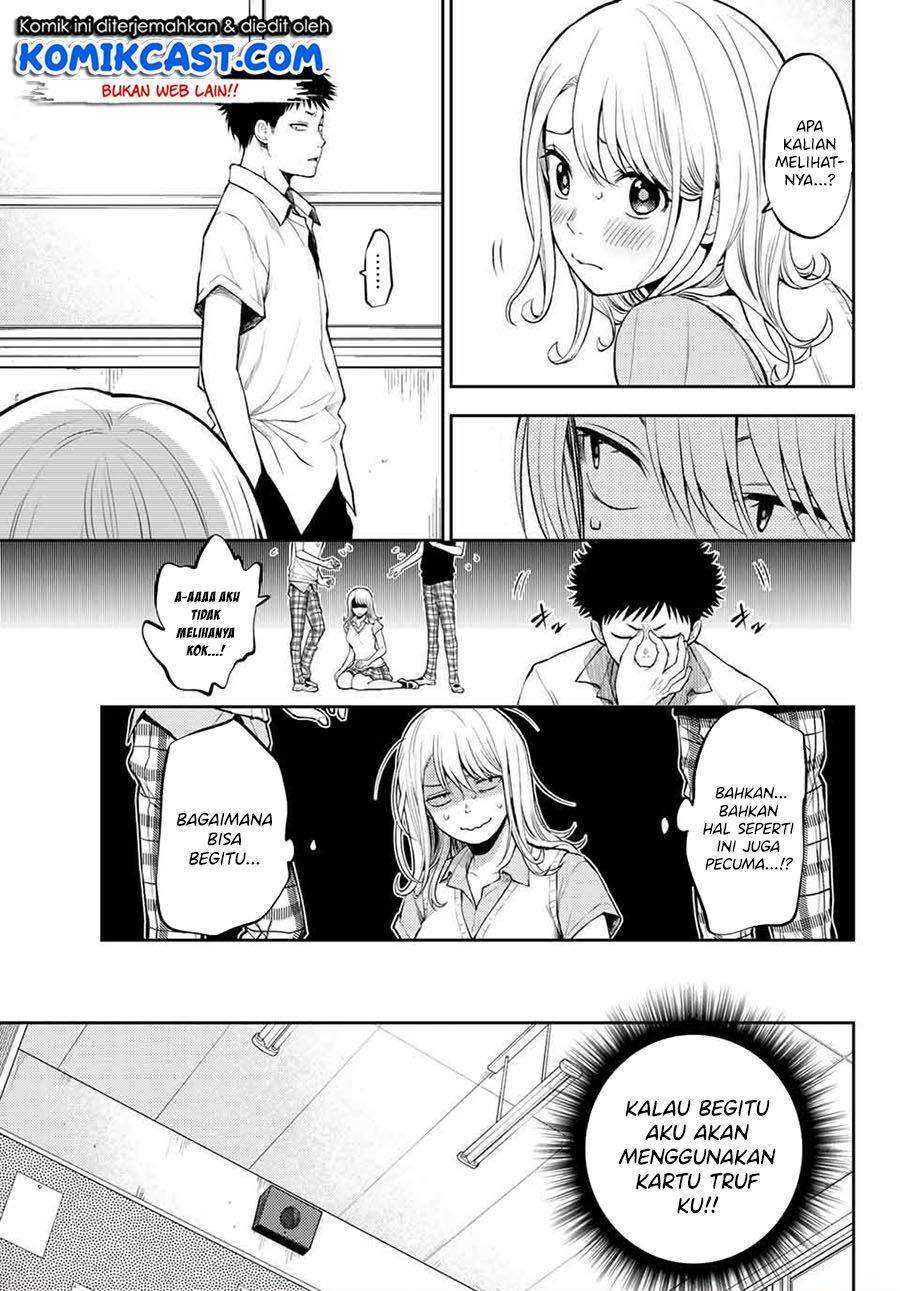 Komik ini diterjemahkan & diedit oleh
KOMIKCAST.COM
BUKAN WEB LAIN!!
APA
KALIAN
MELIHAT-
NYA...?
......
A-AAAA AKU
TIDAK
MELIHANYA
KOK....!
BAHKAN...
BAHKAN
HAL SEPERTI
INI JUGA
PECUMA...!?
BAGAIMANA
BISA
BEGITU...
KALAU BEGITU
AKU AKAN
MENGGUNAKAN
KARTU TRUF
KU!!